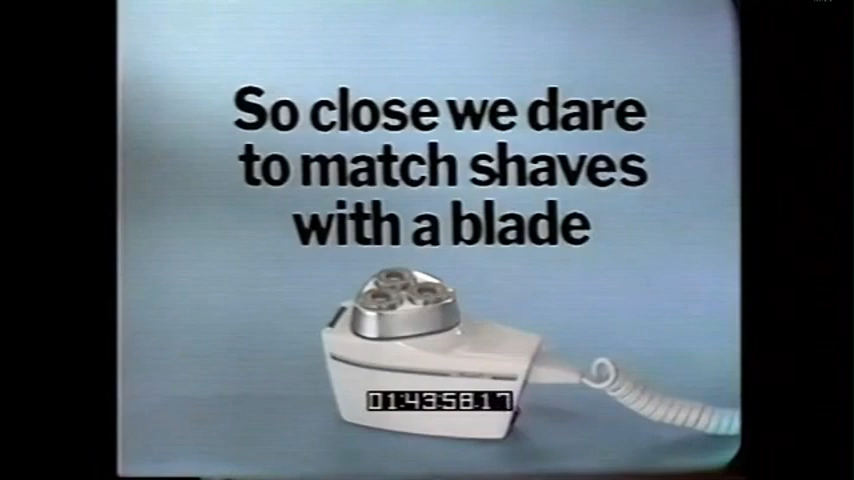 So close we dare
to match shaves
with a blade
01:43:58.17